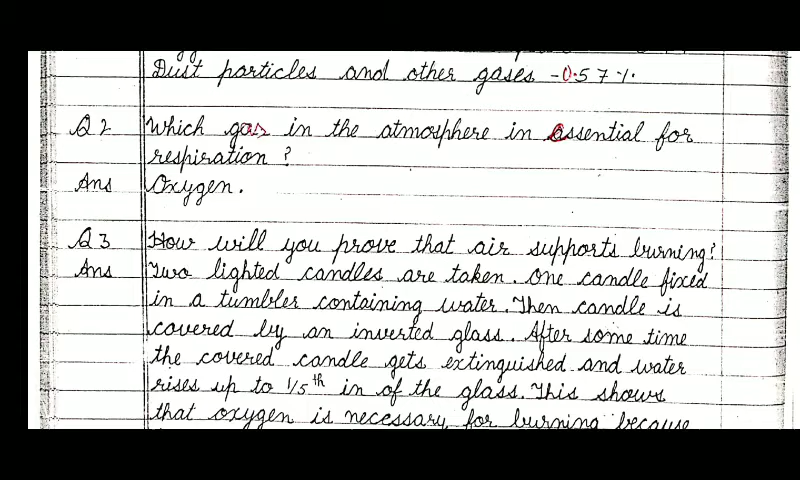 Dust particles and other gases - 0.57%.
Q2 Which gas in the atmosphere in essential for
respiration?
Ans Oxygen.
Q3 How will you prove that air supports burning?
Ans Two lighted candles are taken. One candle fixed
in a tumbler containing water. Then candle is
covered by an inverted glass. After some time
the covered candle gets extinguished and water
rises up to 1/5th in of the glass. This shows
that oxygen is necessary for burning because